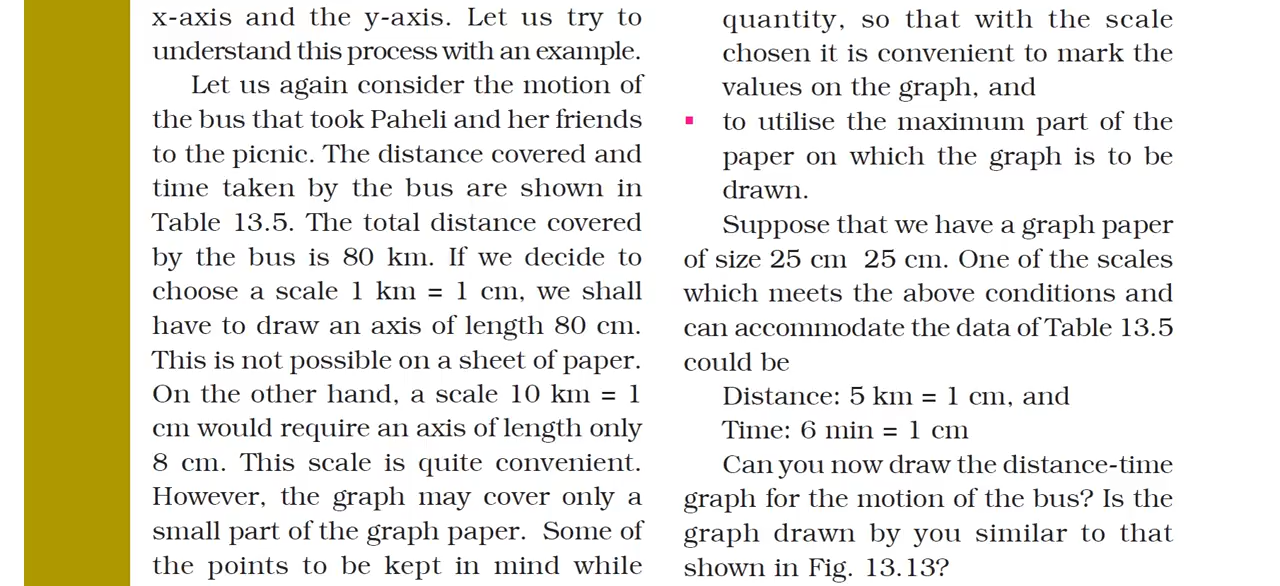 x-axis and the y-axis. Let us try to
understand this process with an example.
Let us again consider the motion of
the bus that took Paheli and her friends
to the picnic. The distance covered and
time taken by the bus are shown in
Table 13.5. The total distance covered
by the bus is 80 km. If we decide to
choose a scale 1 km = 1 cm, we shall
have to draw an axis of length 80 cm.
This is not possible on a sheet of paper.
On the other hand, a scale 10 km = 1
cm would require an axis of length only
8 cm. This scale is quite convenient.
However, the graph may cover only a
small part of the graph paper. Some of
the points to be kept in mind while
quantity, so that with the scale
chosen it is convenient to mark the
values on the graph, and
▪ to utilise the maximum part of the
paper on which the graph is to be
drawn.
Suppose that we have a graph paper
of size 25 cm 25 cm. One of the scales
which meets the above conditions and
can accommodate the data of Table 13.5
could be
Distance: 5 km = 1 cm, and
Time: 6 min = 1 cm
Can you now draw the distance-time
graph for the motion of the bus? Is the
graph drawn by you similar to that
shown in Fig. 13.13?